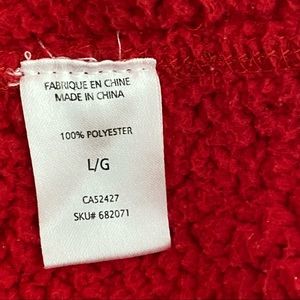 FABRIQUE EN CHINE
MADE IN CHINA
100% POLYESTER
L/G
CA52427
SKU# 682071